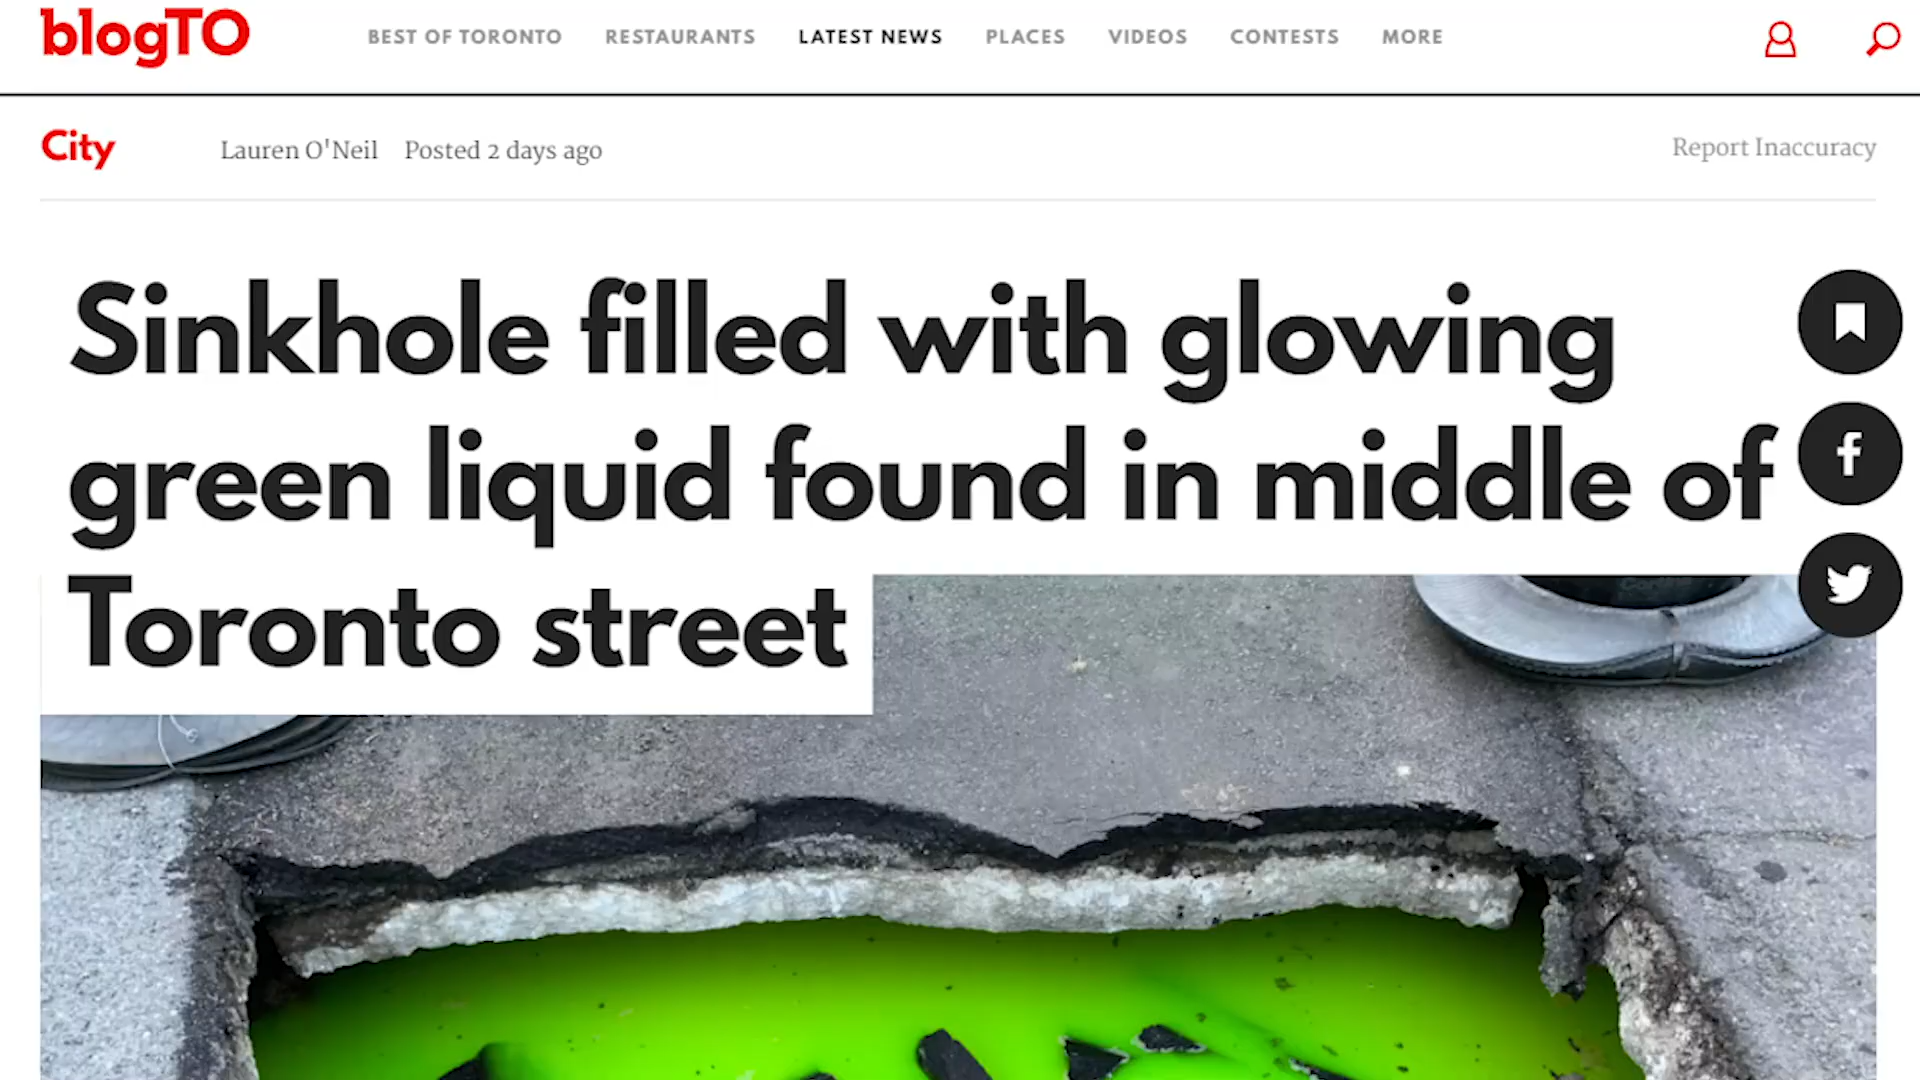 blogTO
BEST OF TORONTO RESTAURANTS LATEST NEWS PLACES VIDEOS CONTESTS MORE
City Lauren O'Neil Posted 2 days ago Report Inaccuracy
Sinkhole filled with glowing
green liquid found in middle of
Toronto street